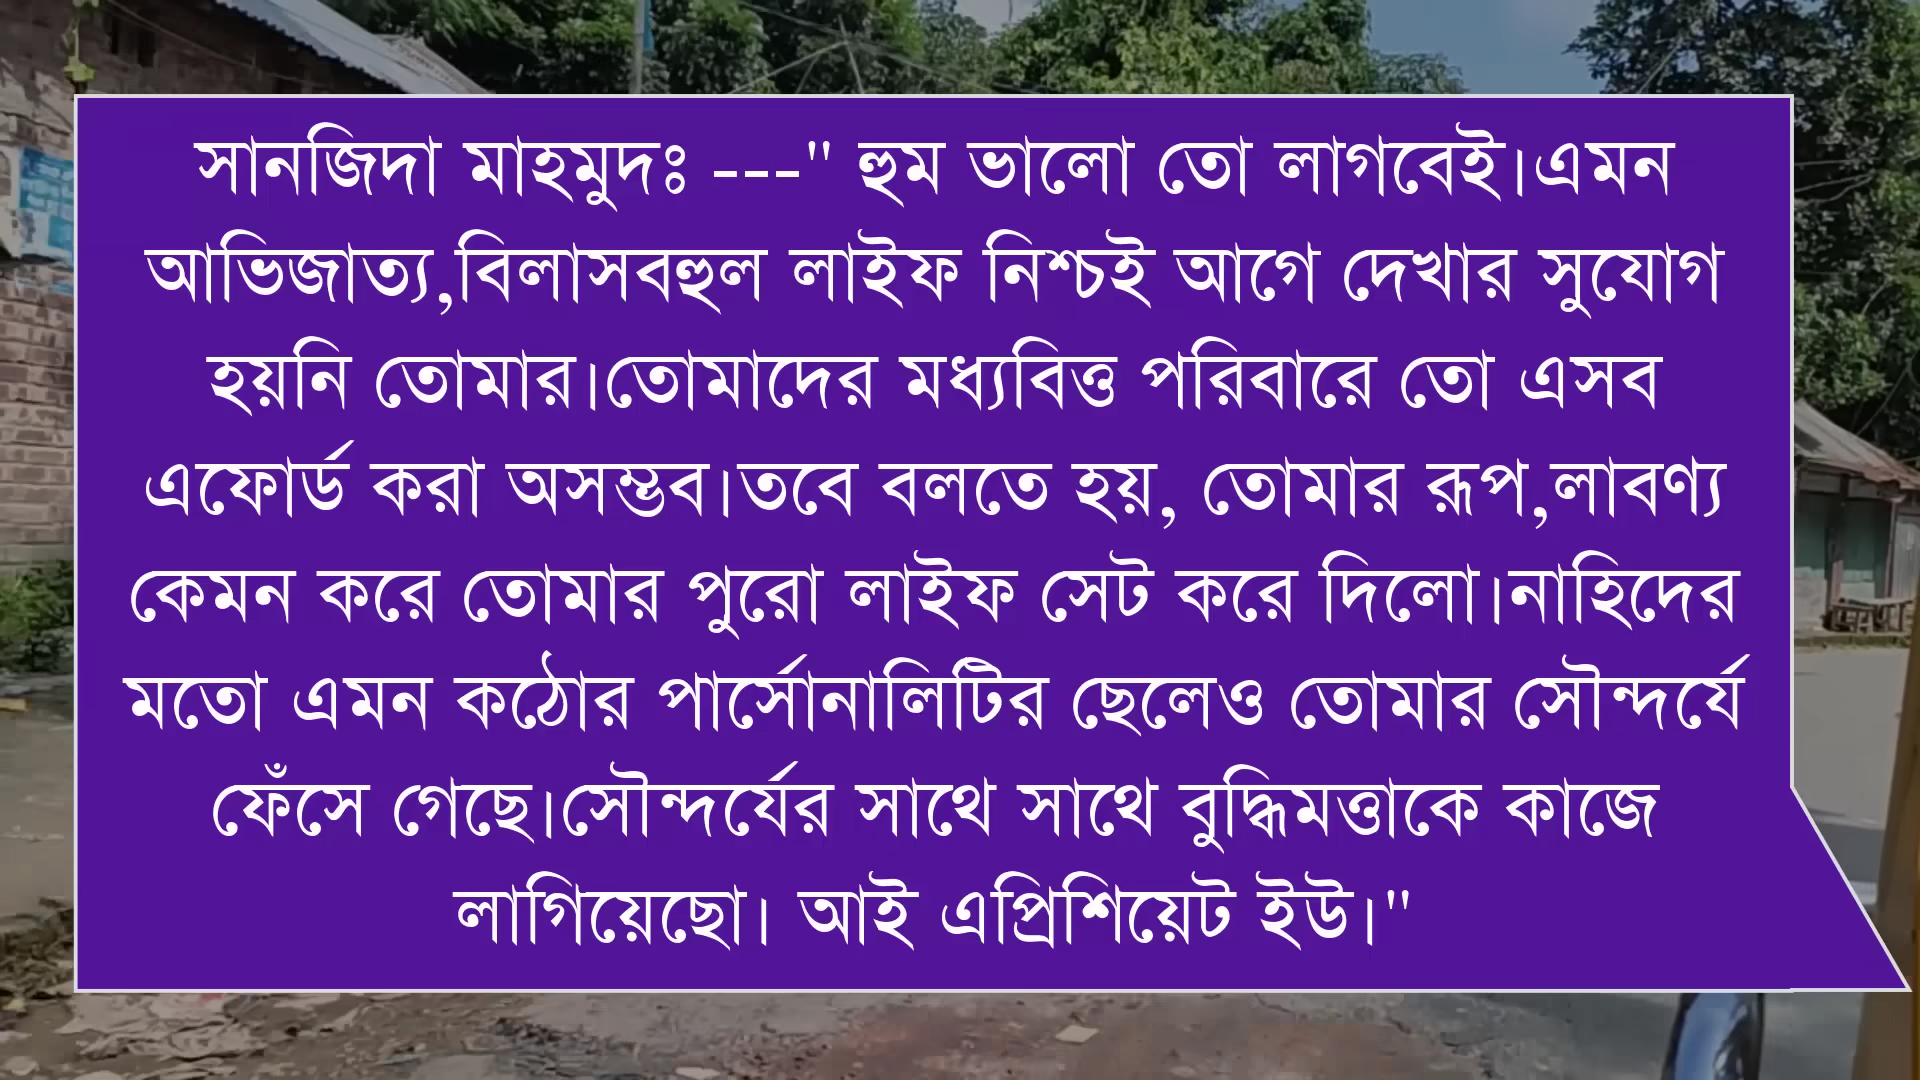 সানজিদা মাহমুদঃ ---" হুম ভালো তো লাগবেই।এমন
আভিজাত্য,বিলাসবহুল লাইফ নিশ্চই আগে দেখার সুযোগ
হয়নি তোমার।তোমাদের মধ্যবিত্ত পরিবারে তো এসব
এফোর্ড করা অসম্ভব।তবে বলতে হয়, তোমার রূপ,লাবণ্য
কেমন করে তোমার পুরো লাইফ সেট করে দিলো।নাহিদের
মতো এমন কঠোর পার্সোনালিটির ছেলেও তোমার সৌন্দর্যে
ফেঁসে গেছে।সৌন্দর্যের সাথে সাথে বুদ্ধিমত্তাকে কাজে
লাগিয়েছো। আই এপ্রিশিয়েট ইউ।"